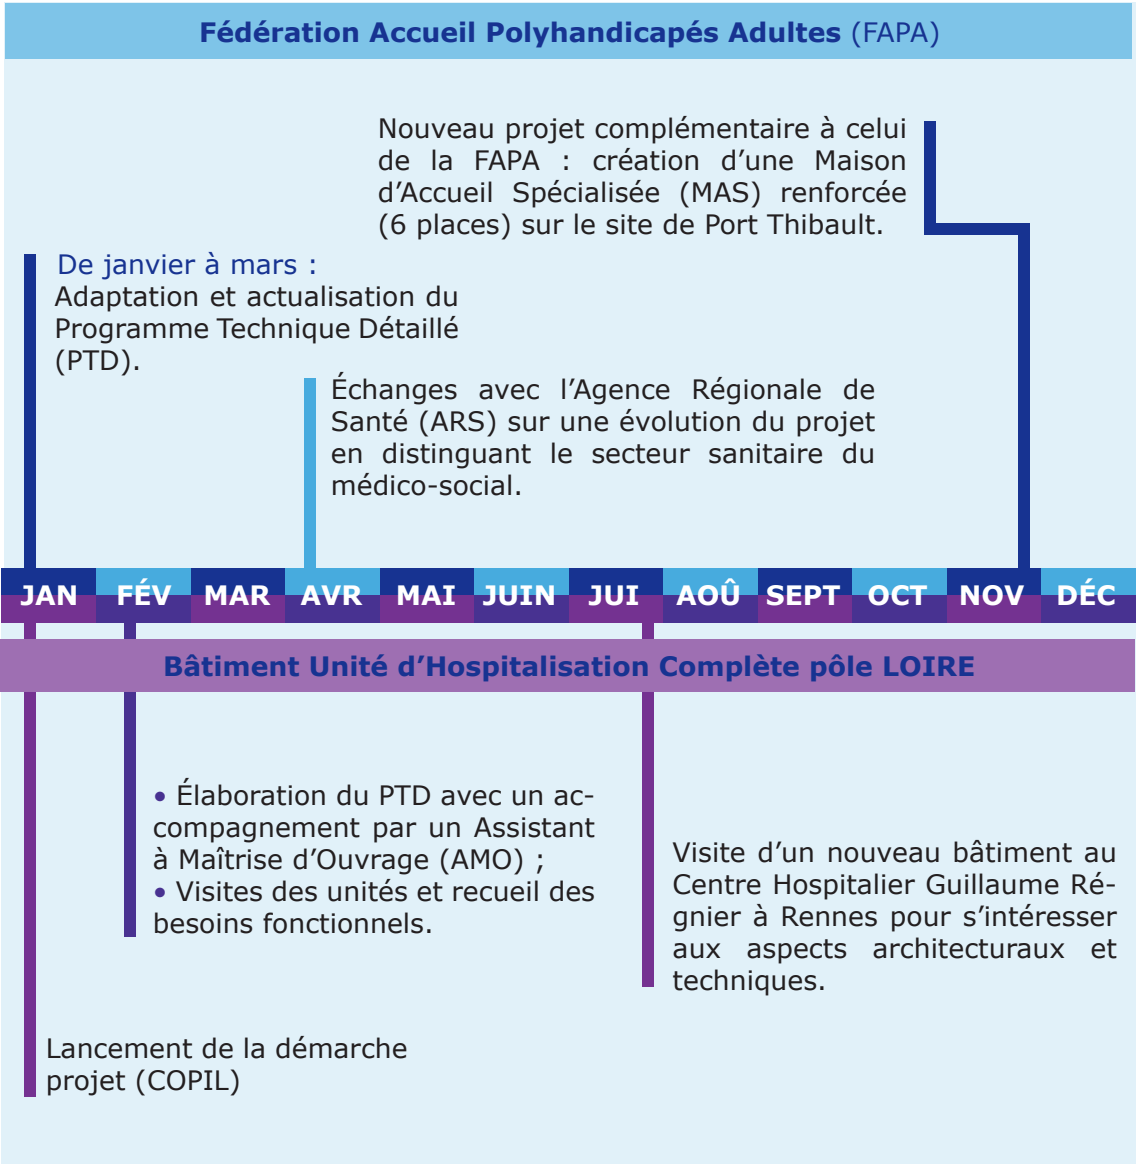 Fédération Accueil Polyhandicapés Adultes (FAPA)
Nouveau projet complémentaire à celui
de la FAPA : création d'une Maison
d'Accueil Spécialisée (MAS) renforcée
(6 places) sur le site de Port Thibault.
De janvier à mars :
Adaptation et actualisation du
Programme Technique Détaillé
(PTD).
Échanges avec l'Agence Régionale de
Santé (ARS) sur une évolution du projet
en distinguant le secteur sanitaire du
médico-social.
JAN FÉV MAR AVR MAI JUIN JUI AOÛ SEPT OCT NOV DÉC
Bâtiment Unité d'Hospitalisation Complète pôle LOIRE
• Élaboration du PTD avec un ac-
compagnement par un Assistant
à Maîtrise d'Ouvrage (AMO) ;
• Visites des unités et recueil des
besoins fonctionnels.
Visite d'un nouveau bâtiment au
Centre Hospitalier Guillaume Ré-
gnier à Rennes pour s'intéresser
aux aspects architecturaux et
techniques.
Lancement de la démarche
projet (COPIL)